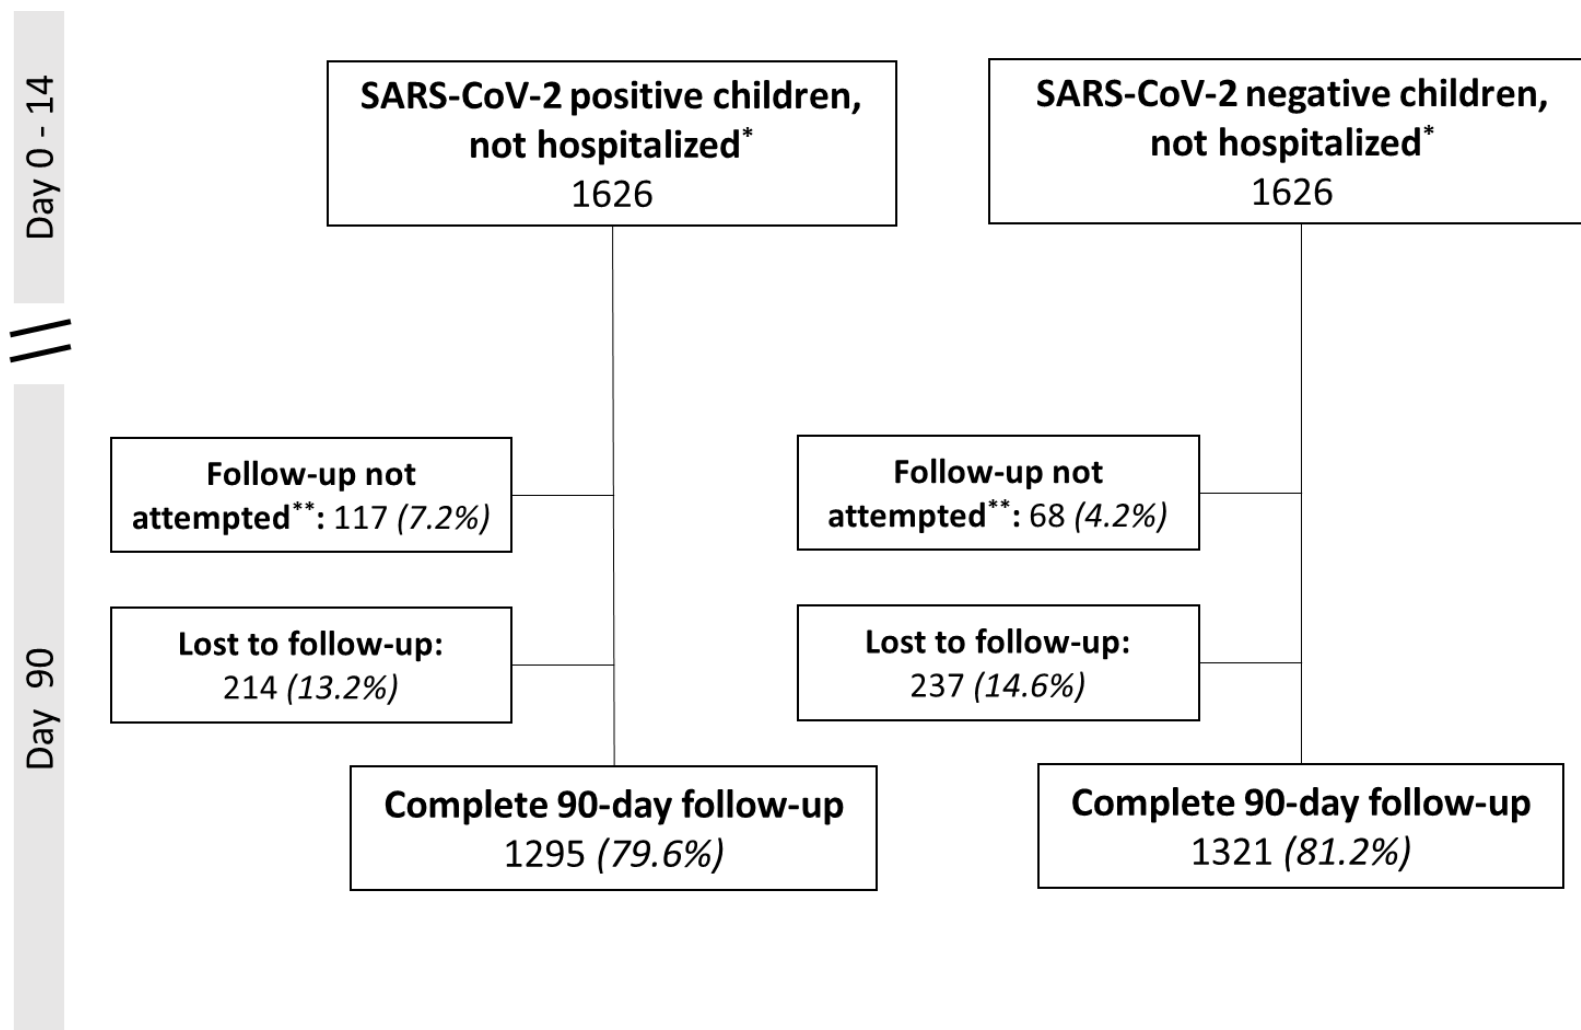 Day 0 - 14
SARS-CoV-2 positive children,
not hospitalized*
1626
SARS-CoV-2 negative children,
not hospitalized*
1626
Day 90
Follow-up not
attempted**: 117 (7.2%)
Follow-up not
attempted**: 68 (4.2%)
Lost to follow-up:
214 (13.2%)
Lost to follow-up:
237 (14.6%)
Complete 90-day follow-up
1295 (79.6%)
Complete 90-day follow-up
1321 (81.2%)